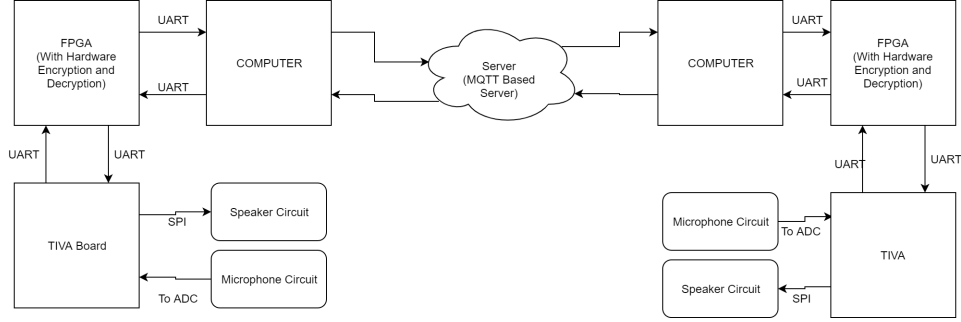 FPGA
(With Hardware
Encryption and
Decryption)
UART
UART
COMPUTER
Server
(MQTT Based
Server)
COMPUTER
UART
UART
FPGA
(With Hardware
Encryption and
Decryption)
UART
UART
UART
UART
TIVA Board
SPI
Speaker Circuit
To ADC
Microphone Circuit
Microphone Circuit
To ADC
Speaker Circuit
SPI
TIVA